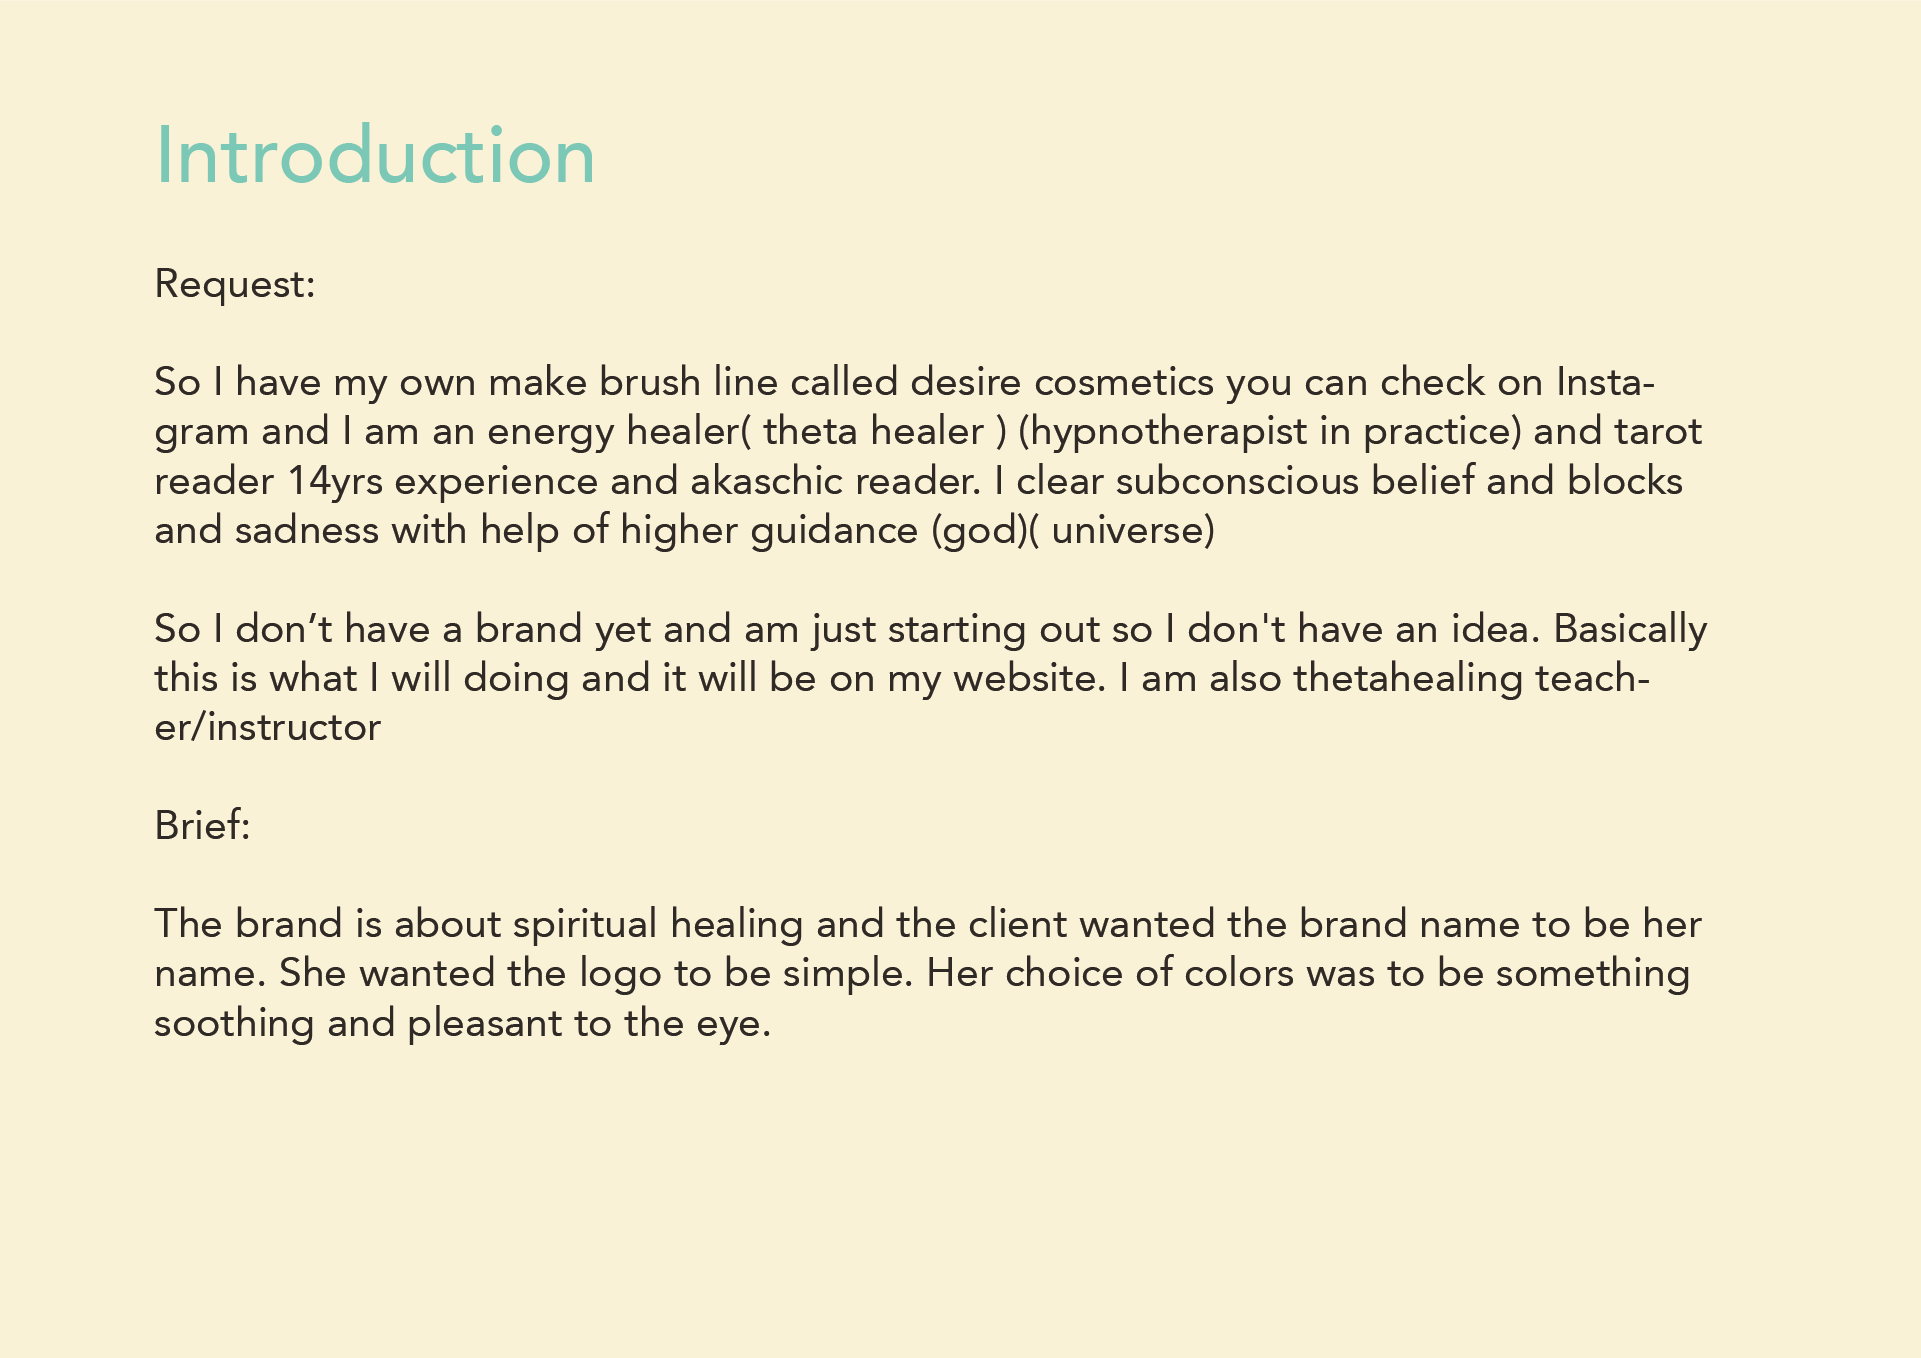 Introduction
Request:
So I have my own make brush line called desire cosmetics you can check on Insta-
gram and I am an energy healer( theta healer ) (hypnotherapist in practice) and tarot
reader 14yrs experience and akaschic reader. I clear subconscious belief and blocks
and sadness with help of higher guidance (god)( universe)
So I don’t have a brand yet and am just starting out so I don't have an idea. Basically
this is what I will doing and it will be on my website. I am also thetahealing teach-
er/instructor
Brief:
The brand is about spiritual healing and the client wanted the brand name to be her
name. She wanted the logo to be simple. Her choice of colors was to be something
soothing and pleasant to the eye.